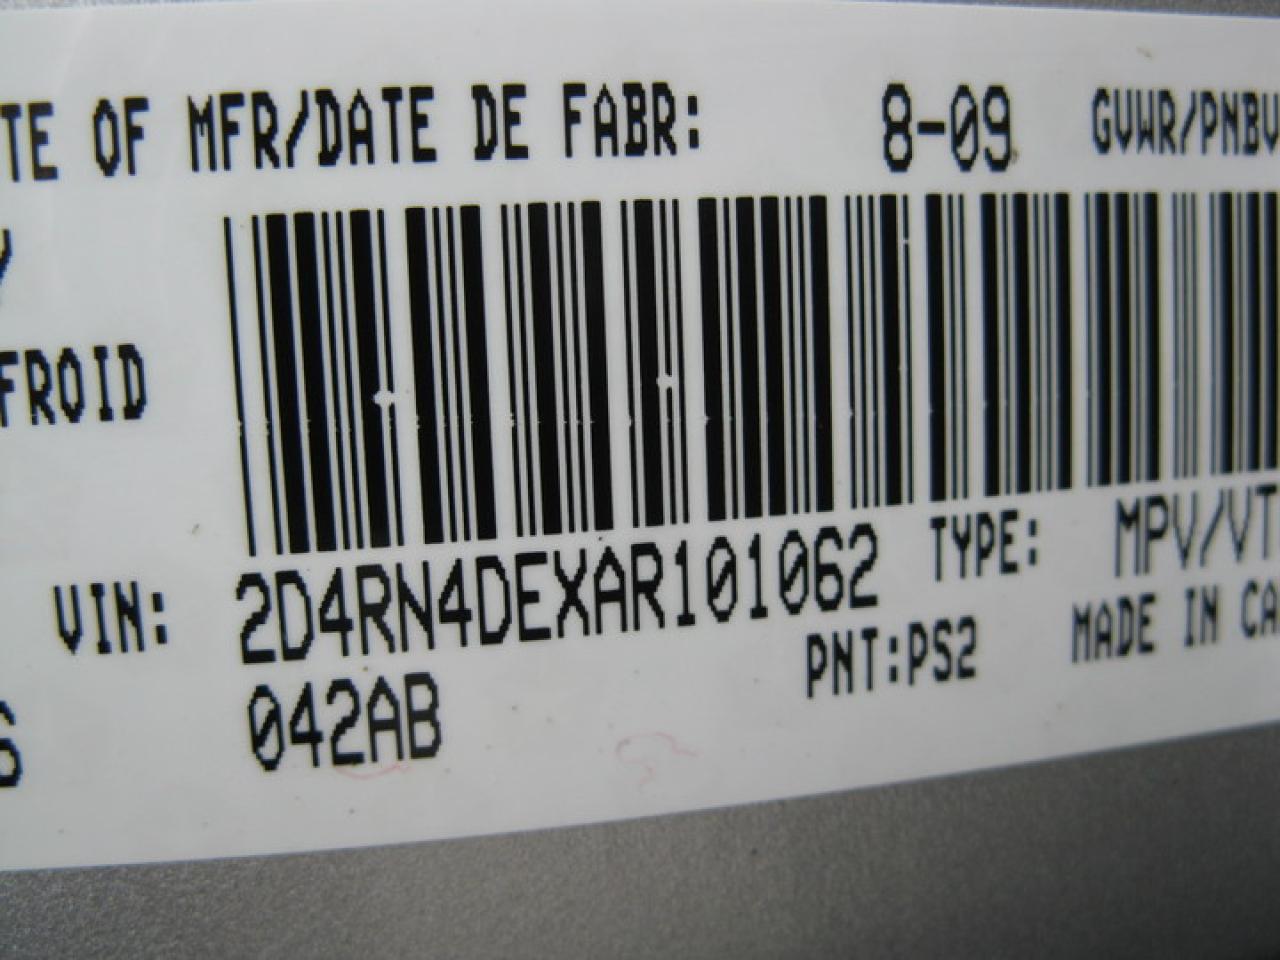 TE OF MFR/DATE DE FABR: 8-09 GVWR/PNBV
FROID
VIN: 2D4RN4DEXAR101062 TYPE: MPV/VT
042AB PNT:PS2 MADE IN CA